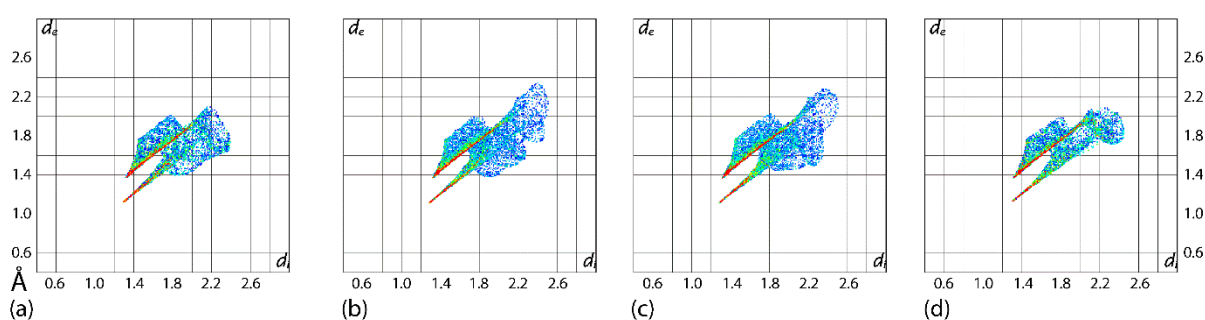 dₑ dₑ dₑ dₑ
2.6 2.6
2.2 2.2
1.8 1.8
1.4 1.4
1.0 1.0
0.6 dᵢ dᵢ dᵢ dᵢ 0.6
Å 0.6 1.0 1.4 1.8 2.2 2.6 0.6 1.0 1.4 1.8 2.2 2.6 0.6 1.0 1.4 1.8 2.2 2.6 0.6 1.0 1.4 1.8 2.2 2.6
(a) (b) (c) (d)